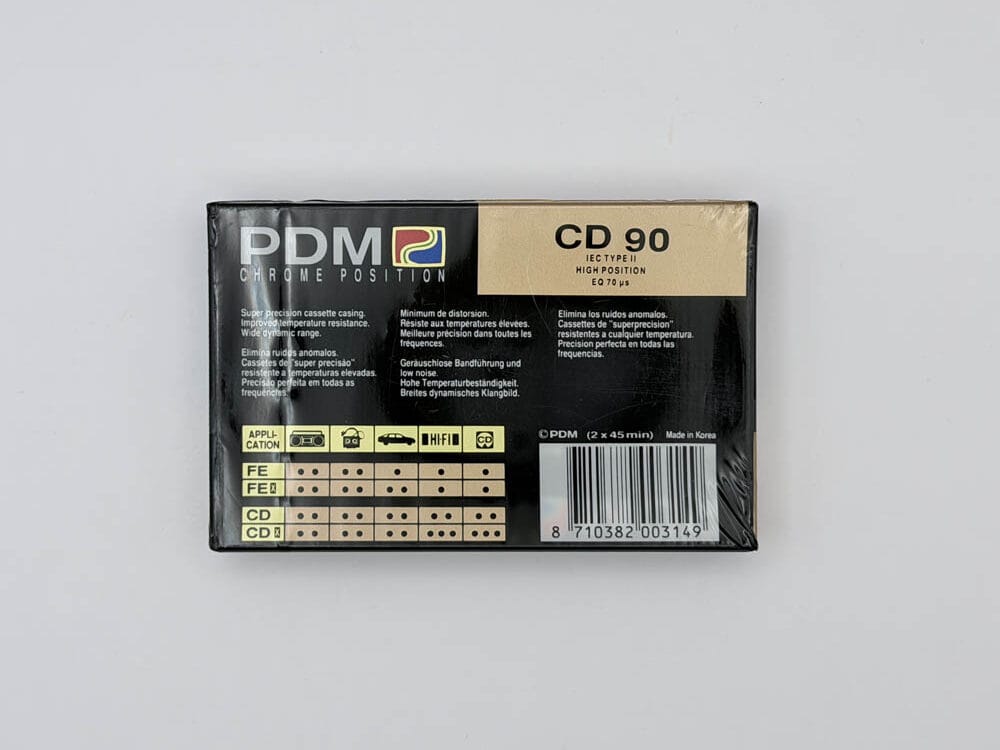 PDM
CHROME POSITION
CD 90
IEC TYPE II
HIGH POSITION
EQ 70 µs
Super precision cassette casing.
Improved temperature resistance.
Wide dynamic range.
Elimina ruidos anómalos.
Cassetes de "super precisão"
resistente a temperaturas elevadas.
Precisão perfeita em todas as
frequências.
Minimum de distorsion.
Résiste aux températures élevées.
Meilleure précision dans toutes les
fréquences.
Geräuschlose Bandführung und
low noise.
Hohe Temperaturbeständigkeit.
Breites dynamisches Klangbild.
Elimina los ruidos anomalos.
Cassettes de "superprecision"
resistentes a cualquier temperatura.
Precision perfecta en todas las
frecuencias.
APPLI-
CATION
HI-FI
CD
FE
FE X
CD
CD X
©PDM (2 x 45 min) Made in Korea
8 710382 003149